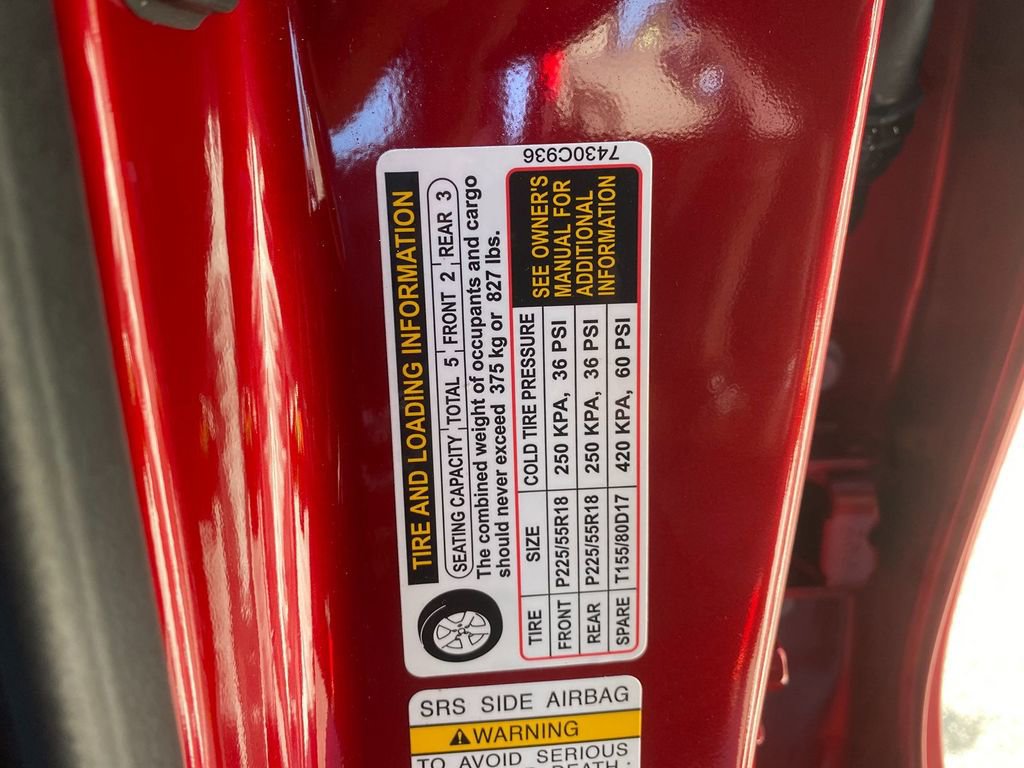 7430C936
TIRE AND LOADING INFORMATION
SEATING CAPACITY TOTAL 5 FRONT 2 REAR 3
The combined weight of occupants and cargo
should never exceed 375 kg or 827 lbs.
TIRE SIZE COLD TIRE PRESSURE
FRONT P225/55R18 250 KPA, 36 PSI
REAR P225/55R18 250 KPA, 36 PSI
SPARE T155/80D17 420 KPA, 60 PSI
SEE OWNER'S
MANUAL FOR
ADDITIONAL
INFORMATION
SRS SIDE AIRBAG
WARNING
TO AVOID SERIOUS
DEATH